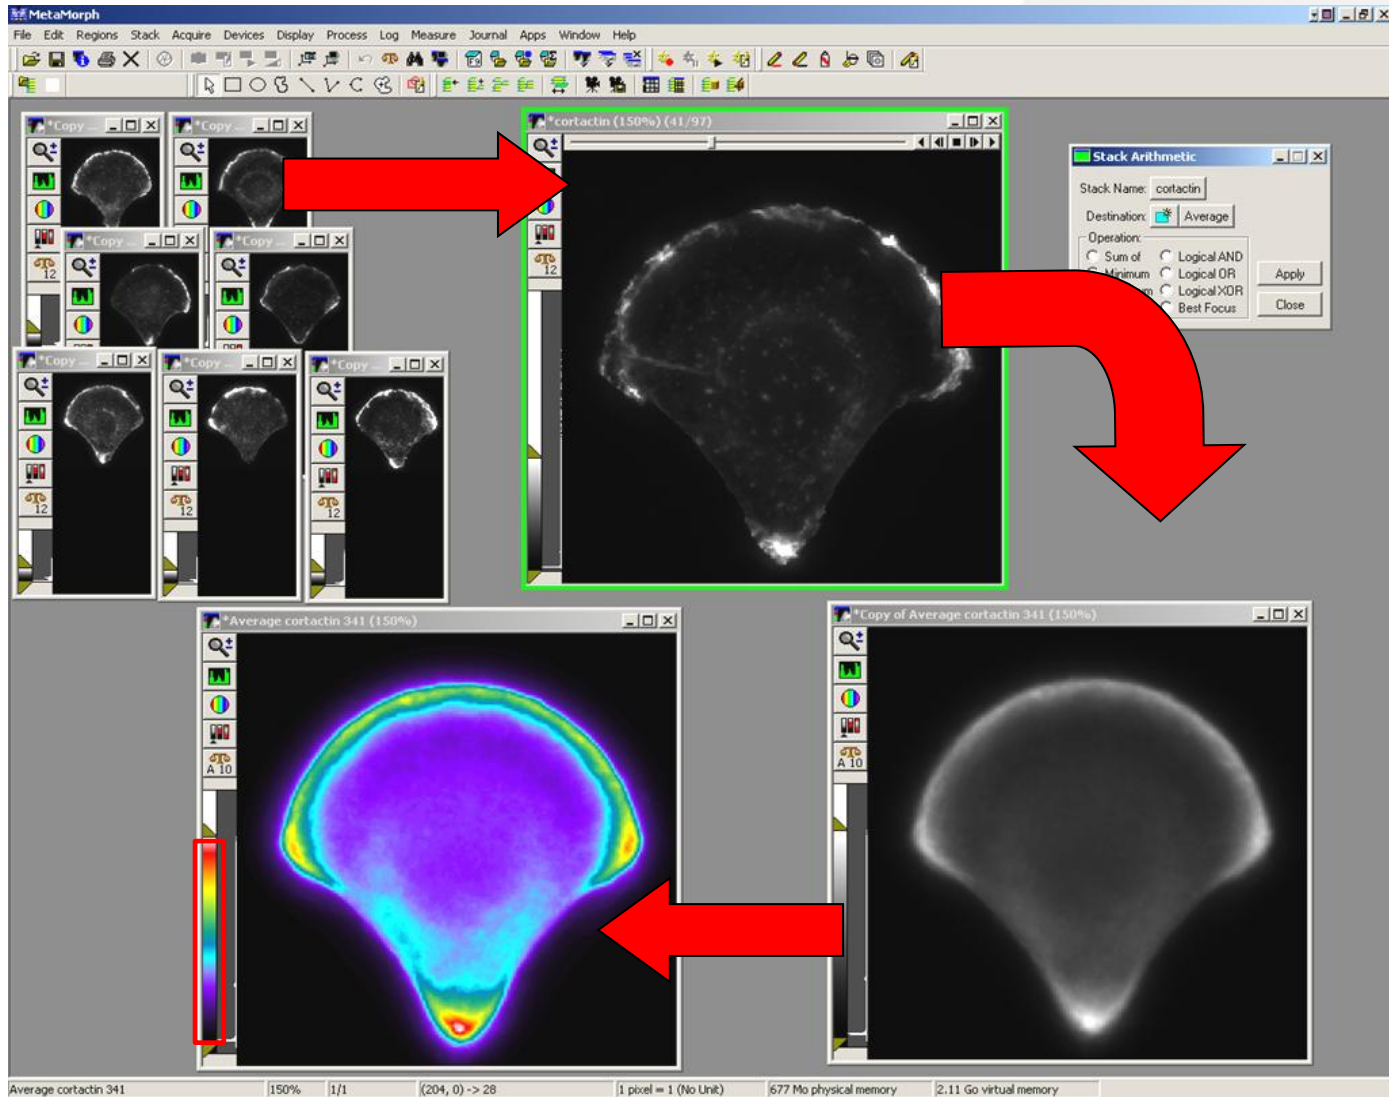 MetaMorph
File Edit Regions Stack Acquire Devices Display Process Log Measure Journal Apps Window Help
*Copy ...
*Copy ...
12
*Copy ...
*Copy ...
*Copy ...
12
*Copy ...
12
*Copy ...
12
*cortactin (150%) (41/97)
12
Stack Arithmetic
Stack Name: cortactin
Destination: Average
Operation:
Sum of Logical AND
Minimum Logical OR
Logical XOR
Best Focus
Apply
Close
*Average cortactin 341 (150%)
A 10
*Copy of Average cortactin 341 (150%)
A 10
Average cortactin 341 150% 1/1 (204, 0) -> 28 1 pixel = 1 (No Unit) 677 Mo physical memory 2.11 Go virtual memory